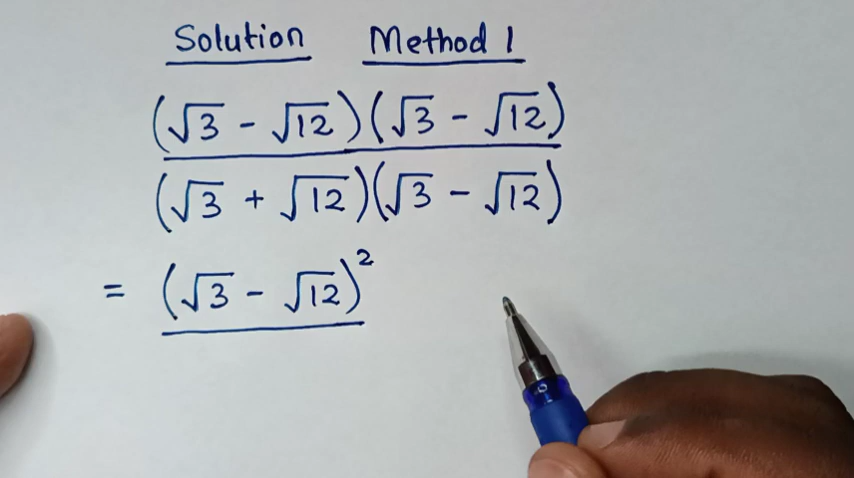 Solution Method 1
(√3 - √12)(√3 - √12)
(√3 + √12)(√3 - √12)
= (√3 - √12)²